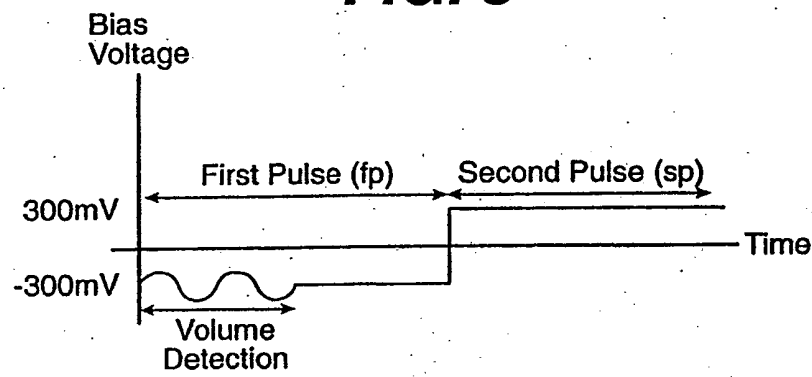 Bias
Voltage
First Pulse (fp)
Second Pulse (sp)
300mV
Time
-300mV
Volume
Detection